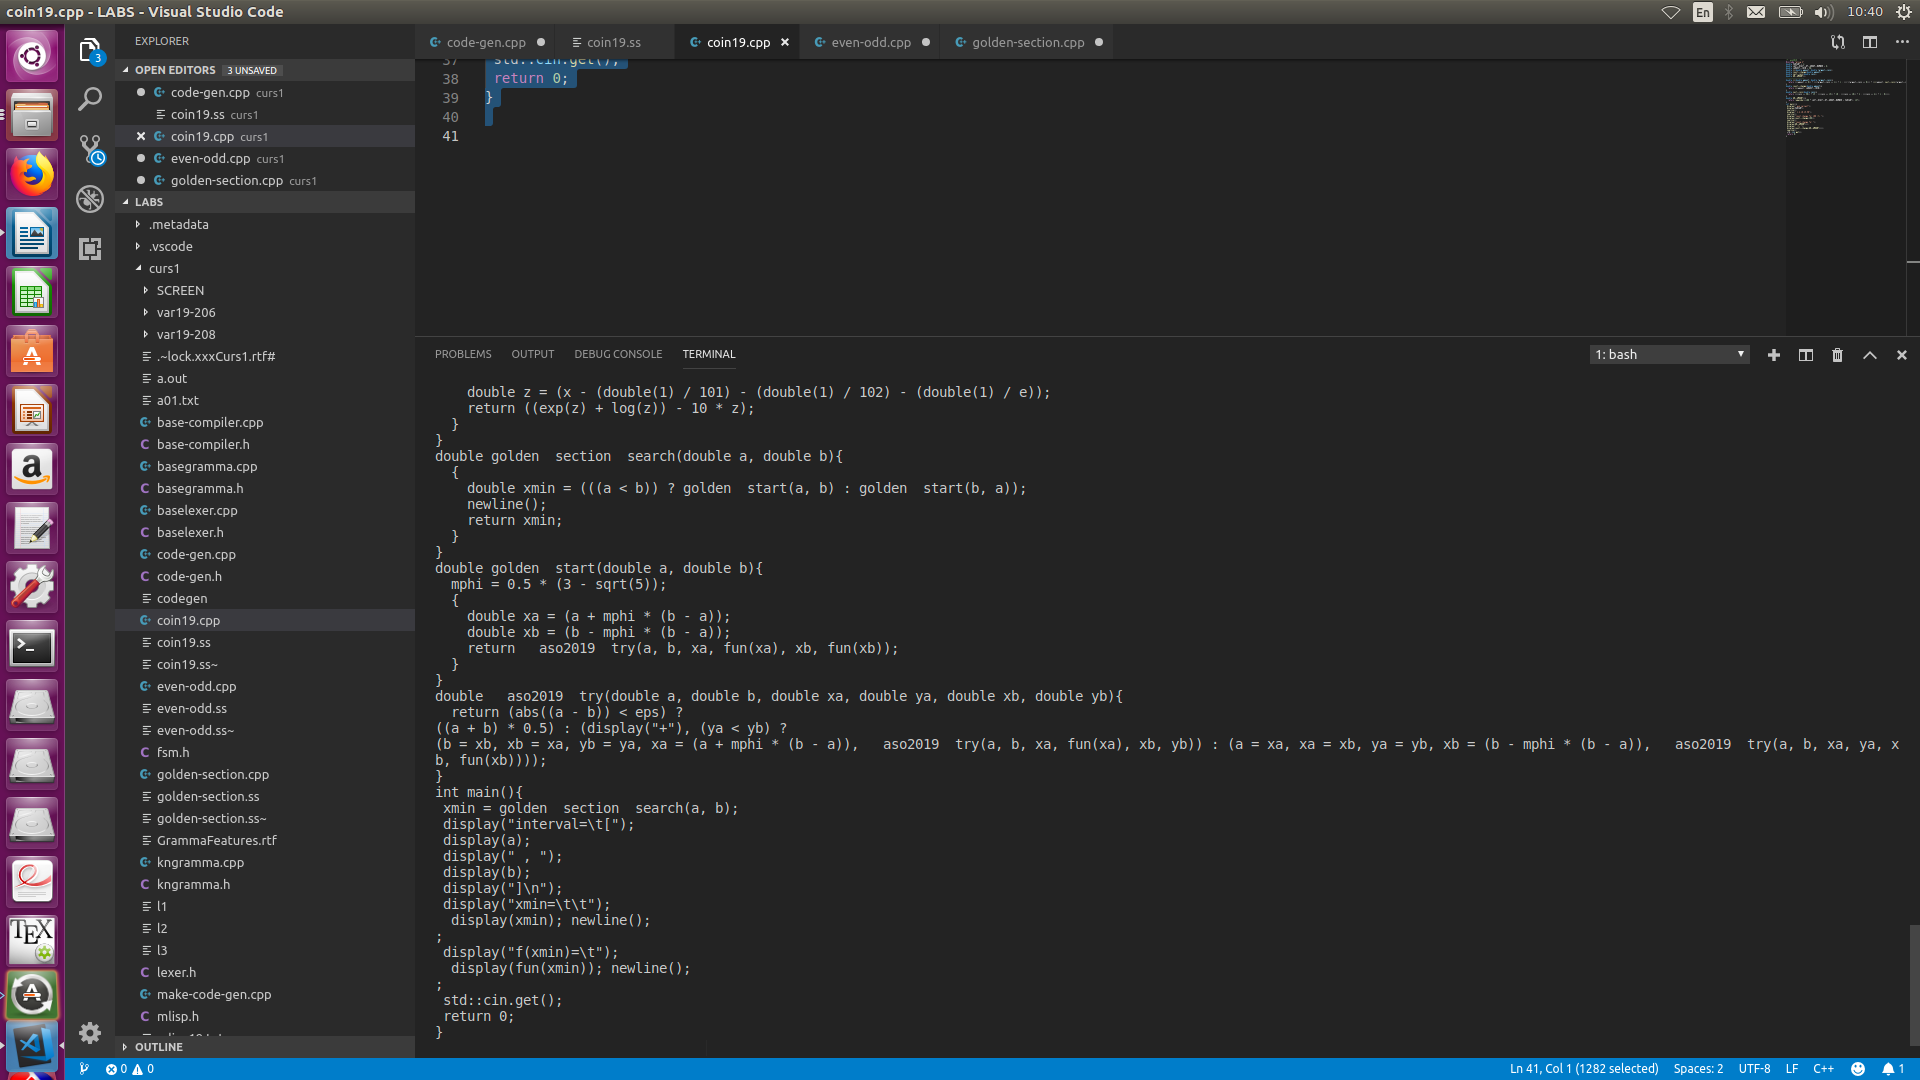 coin19.cpp - LABS - Visual Studio Code
En
10:40
EXPLORER
OPEN EDITORS 3 UNSAVED
code-gen.cpp curs1
coin19.ss curs1
coin19.cpp curs1
even-odd.cpp curs1
golden-section.cpp curs1
LABS
.metadata
.vscode
curs1
SCREEN
var19-206
var19-208
.~lock.xxxCurs1.rtf#
a.out
a01.txt
base-compiler.cpp
base-compiler.h
basegramma.cpp
basegramma.h
baselexer.cpp
baselexer.h
code-gen.cpp
code-gen.h
codegen
coin19.cpp
coin19.ss
coin19.ss~
even-odd.cpp
even-odd.ss
even-odd.ss~
fsm.h
golden-section.cpp
golden-section.ss
golden-section.ss~
GrammaFeatures.rtf
kngramma.cpp
kngramma.h
l1
l2
l3
lexer.h
make-code-gen.cpp
mlisp.h
OUTLINE
code-gen.cpp
coin19.ss
coin19.cpp
even-odd.cpp
golden-section.cpp
37 std::cin.get();
38 return 0;
39 }
40
41
PROBLEMS OUTPUT DEBUG CONSOLE TERMINAL
1: bash
double z = (x - (double(1) / 101) - (double(1) / 102) - (double(1) / e));
return ((exp(z) + log(z)) - 10 * z);
}
}
double golden  section  search(double a, double b){
{
double xmin = (((a < b)) ? golden  start(a, b) : golden  start(b, a));
newline();
return xmin;
}
}
double golden  start(double a, double b){
mphi = 0.5 * (3 - sqrt(5));
{
double xa = (a + mphi * (b - a));
double xb = (b - mphi * (b - a));
return   aso2019  try(a, b, xa, fun(xa), xb, fun(xb));
}
}
double   aso2019  try(double a, double b, double xa, double ya, double xb, double yb){
return (abs((a - b)) < eps) ?
((a + b) * 0.5) : (display("+"), (ya < yb) ?
(b = xb, xb = xa, yb = ya, xa = (a + mphi * (b - a)),   aso2019  try(a, b, xa, fun(xa), xb, yb)) : (a = xa, xa = xb, ya = yb, xb = (b - mphi * (b - a)),   aso2019  try(a, b, xa, ya, x
b, fun(xb))));
}
int main(){
xmin = golden  section  search(a, b);
display("interval=\t[");
display(a);
display(" , ");
display(b);
display("]\n");
display("xmin=\t\t");
display(xmin); newline();
;
display("f(xmin)=\t");
display(fun(xmin)); newline();
;
std::cin.get();
return 0;
}
0 0
Ln 41, Col 1 (1282 selected) Spaces: 2 UTF-8 LF C++ 1